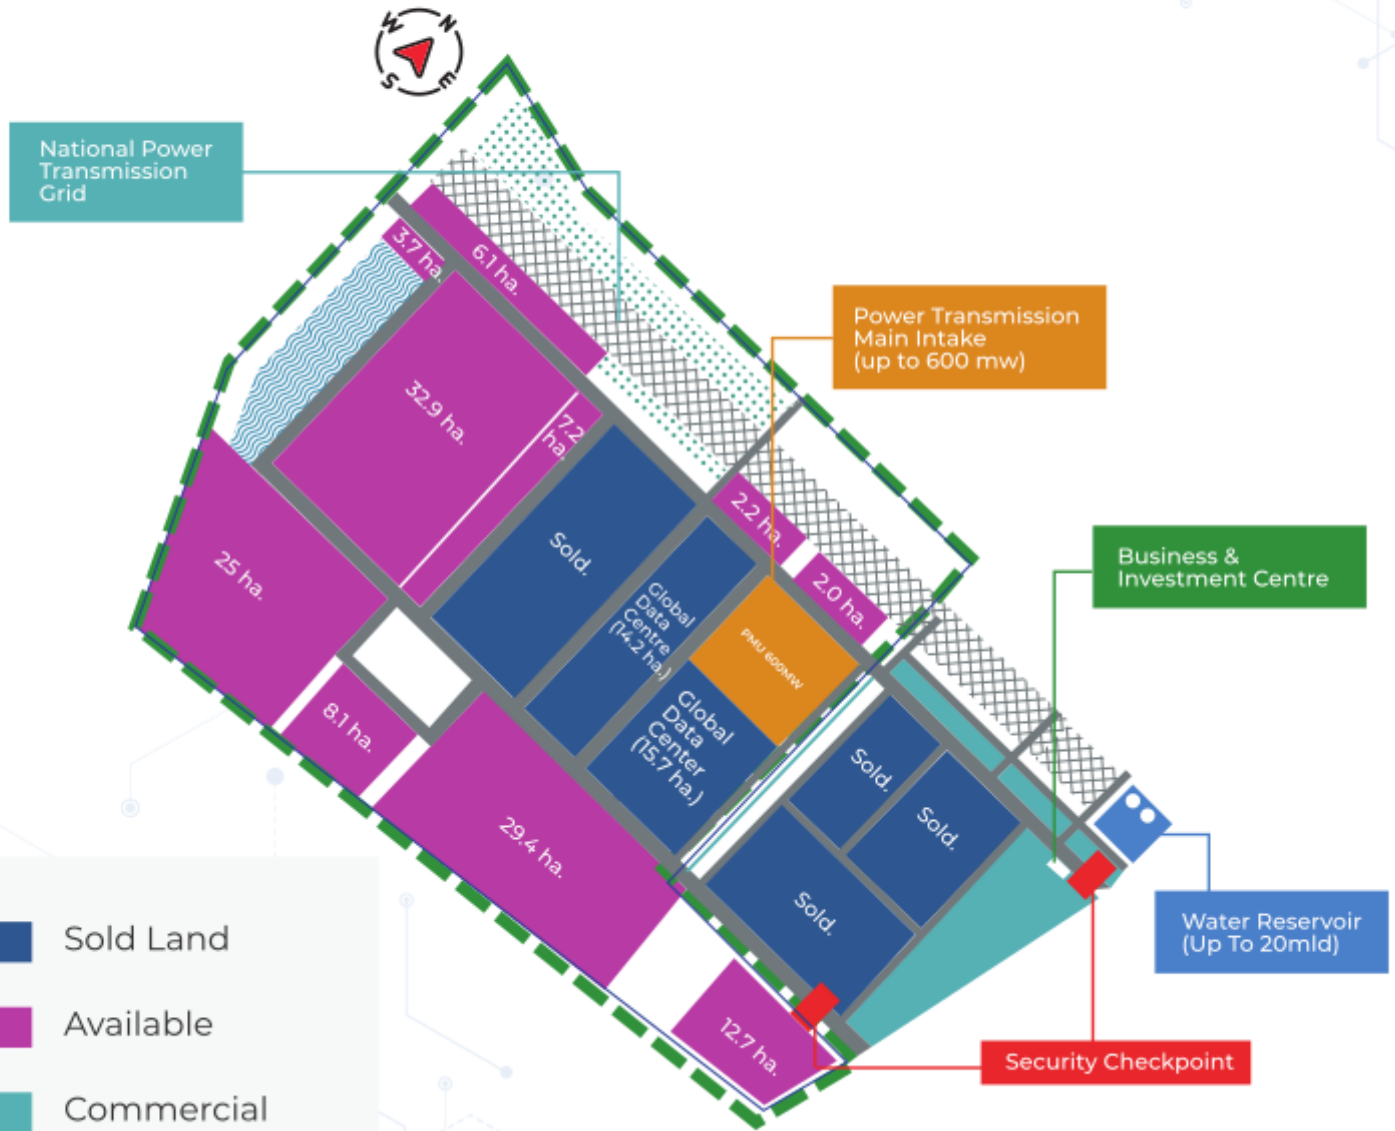 W
N
S
E
National Power
Transmission
Grid
3.7 ha.
6.1 ha.
Power Transmission
Main Intake
(up to 600 mw)
32.9 ha.
7.2
ha.
2.2 ha.
Sold.
25 ha.
2.0 ha.
Business &
Investment Centre
Global
Data
Centre
(14.2 ha.)
PMU 600MW
8.1 ha.
Global
Data
Center
(15.7 ha.)
Sold.
Sold.
29.4 ha.
Sold.
Water Reservoir
(Up To 20mld)
12.7 ha.
Security Checkpoint
Sold Land
Available
Commercial